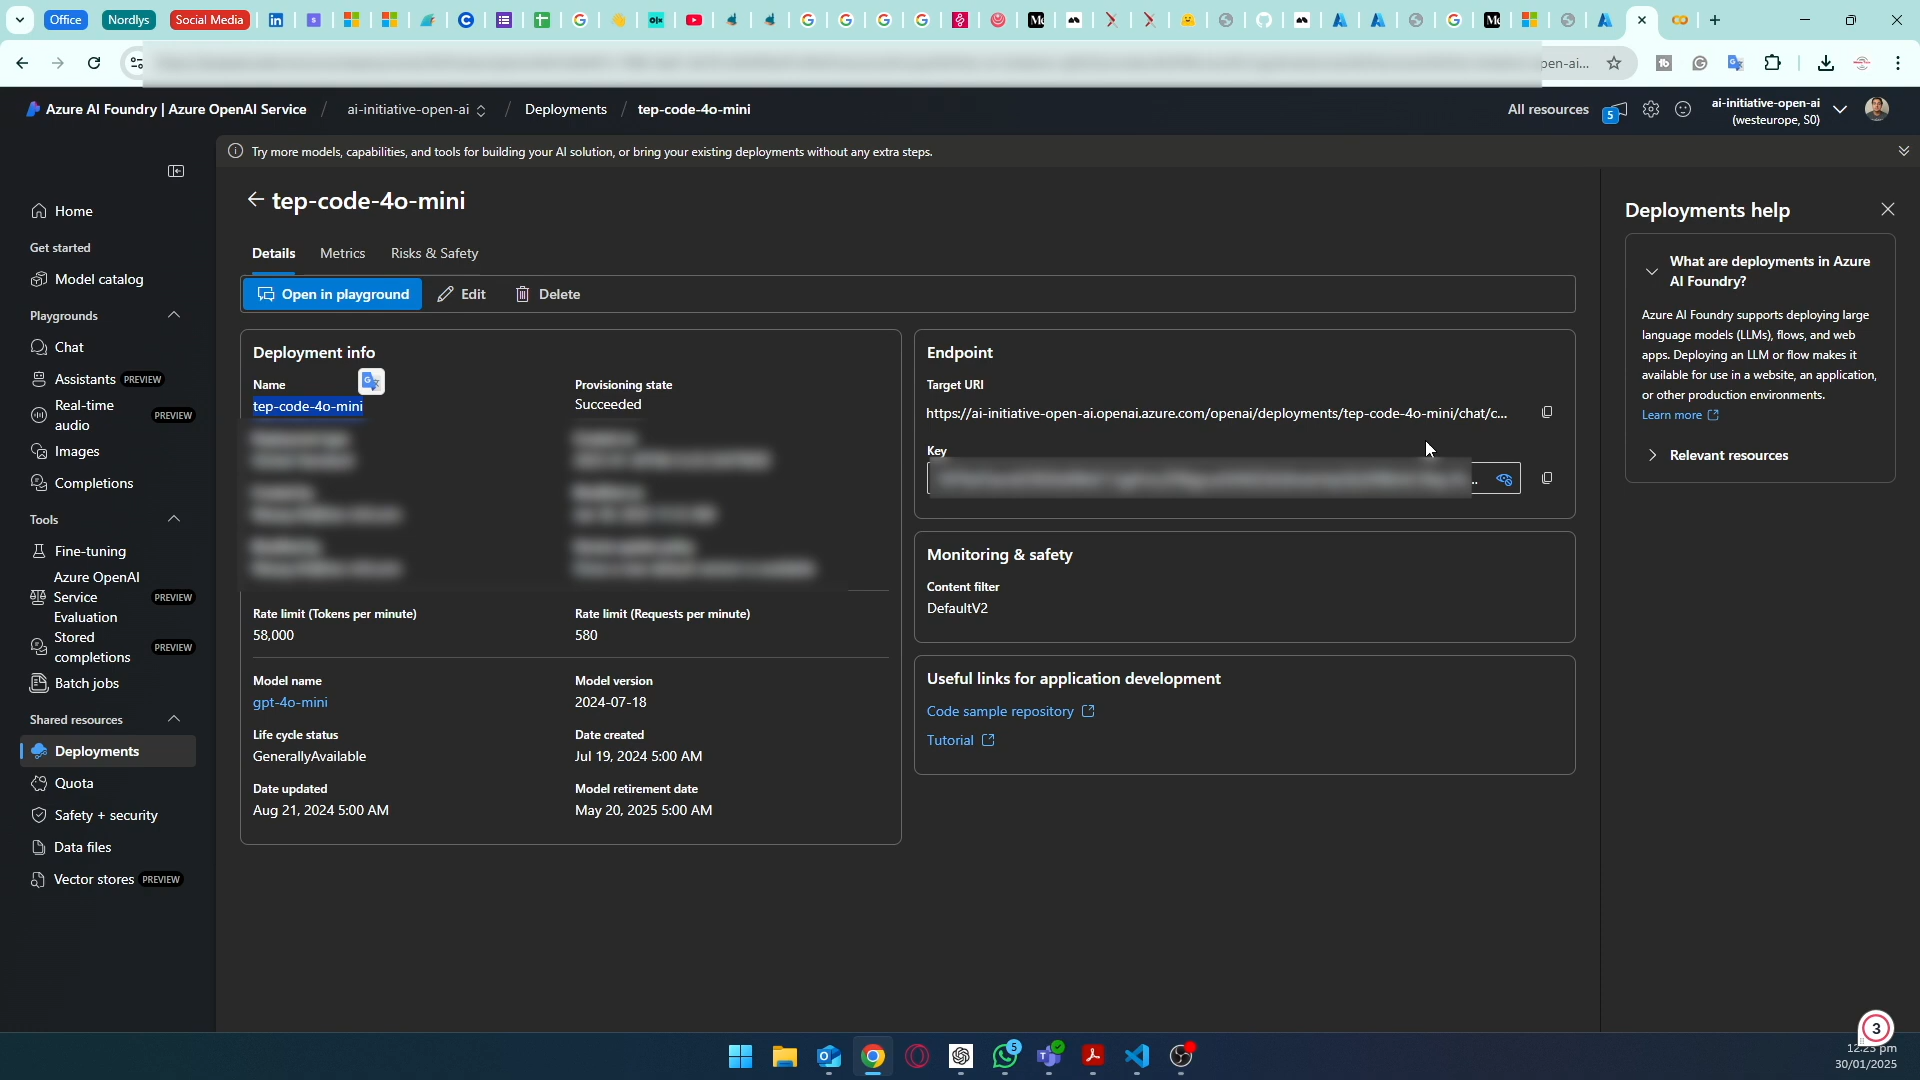 Office
Nordlys
Social Media
pen-ai...
Azure AI Foundry | Azure OpenAI Service / ai-initiative-open-ai / Deployments / tep-code-4o-mini
All resources
5
ai-initiative-open-ai
(westeurope, S0)
Try more models, capabilities, and tools for building your AI solution, or bring your existing deployments without any extra steps.
Home
Get started
Model catalog
Playgrounds
Chat
Assistants PREVIEW
Real-time audio PREVIEW
Images
Completions
Tools
Fine-tuning
Azure OpenAI
Service PREVIEW
Evaluation
Stored
completions PREVIEW
Batch jobs
Shared resources
Deployments
Quota
Safety + security
Data files
Vector stores PREVIEW
tep-code-4o-mini
Details Metrics Risks & Safety
Open in playground Edit Delete
Deployment info
Name
tep-code-4o-mini
Provisioning state
Succeeded
Rate limit (Tokens per minute)
58,000
Rate limit (Requests per minute)
580
Model name
gpt-4o-mini
Model version
2024-07-18
Life cycle status
GenerallyAvailable
Date created
Jul 19, 2024 5:00 AM
Date updated
Aug 21, 2024 5:00 AM
Model retirement date
May 20, 2025 5:00 AM
Endpoint
Target URI
https://ai-initiative-open-ai.openai.azure.com/openai/deployments/tep-code-4o-mini/chat/c...
Key
Monitoring & safety
Content filter
DefaultV2
Useful links for application development
Code sample repository
Tutorial
Deployments help
What are deployments in Azure
AI Foundry?
Azure AI Foundry supports deploying large
language models (LLMs), flows, and web
apps. Deploying an LLM or flow makes it
available for use in a website, an application,
or other production environments.
Learn more
Relevant resources
3
5
12:23 pm
30/01/2025